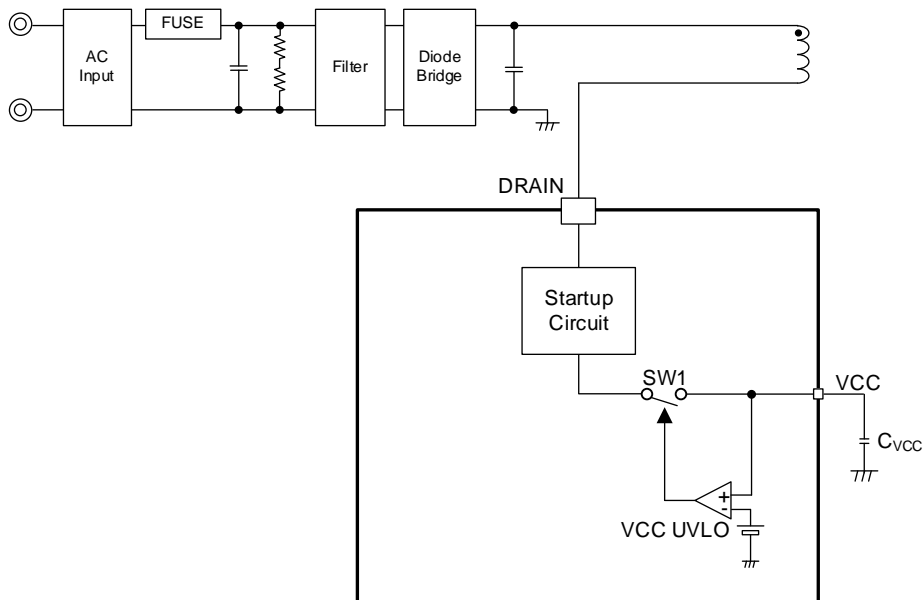 FUSE
AC
Input
Filter
Diode
Bridge
DRAIN
Startup
Circuit
SW1
VCC
CVCC
+
-
VCC UVLO